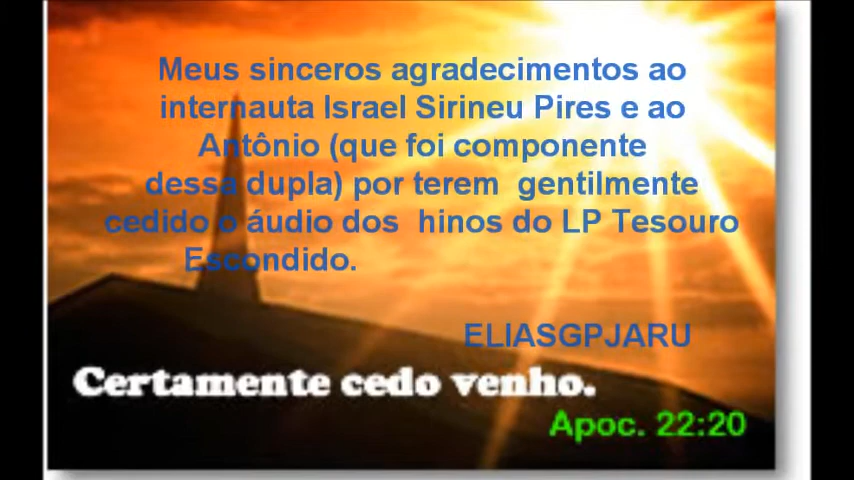 Meus sinceros agradecimentos ao
internauta Israel Sirineu Pires e ao
Antônio (que foi componente
dessa dupla) por terem gentilmente
cedido o áudio dos hinos do LP Tesouro
Escondido.
ELIASGPJARU
Certamente cedo venho.
Apoc. 22:20